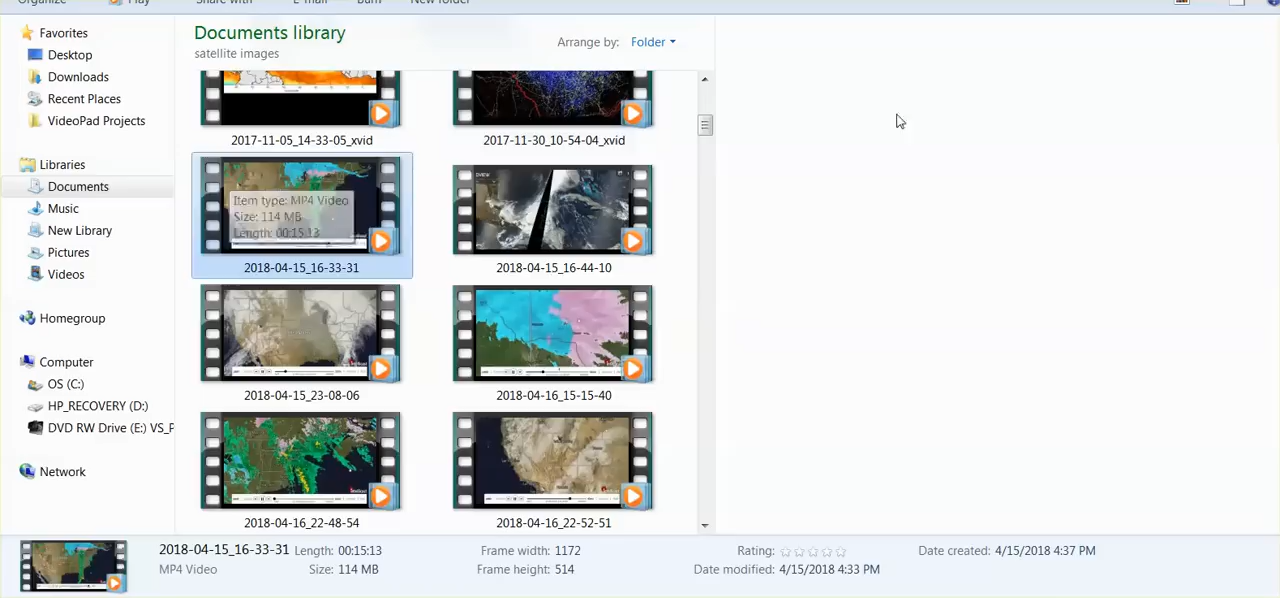 Organize Play Share with E-mail Burn New folder
Favorites
Desktop
Downloads
Recent Places
VideoPad Projects
Libraries
Documents
Music
New Library
Pictures
Videos
Homegroup
Computer
OS (C:)
HP_RECOVERY (D:)
DVD RW Drive (E:) VS_P
Network
Documents library
satellite images
Arrange by: Folder
2017-11-05_14-33-05_xvid
2017-11-30_10-54-04_xvid
Item type: MP4 Video
Size: 114 MB
Length: 00:15:13
2018-04-15_16-33-31
2018-04-15_16-44-10
2018-04-15_23-08-06
2018-04-16_15-15-40
2018-04-16_22-48-54
2018-04-16_22-52-51
2018-04-15_16-33-31 Length: 00:15:13 Frame width: 1172 Rating: Date created: 4/15/2018 4:37 PM
MP4 Video Size: 114 MB Frame height: 514 Date modified: 4/15/2018 4:33 PM